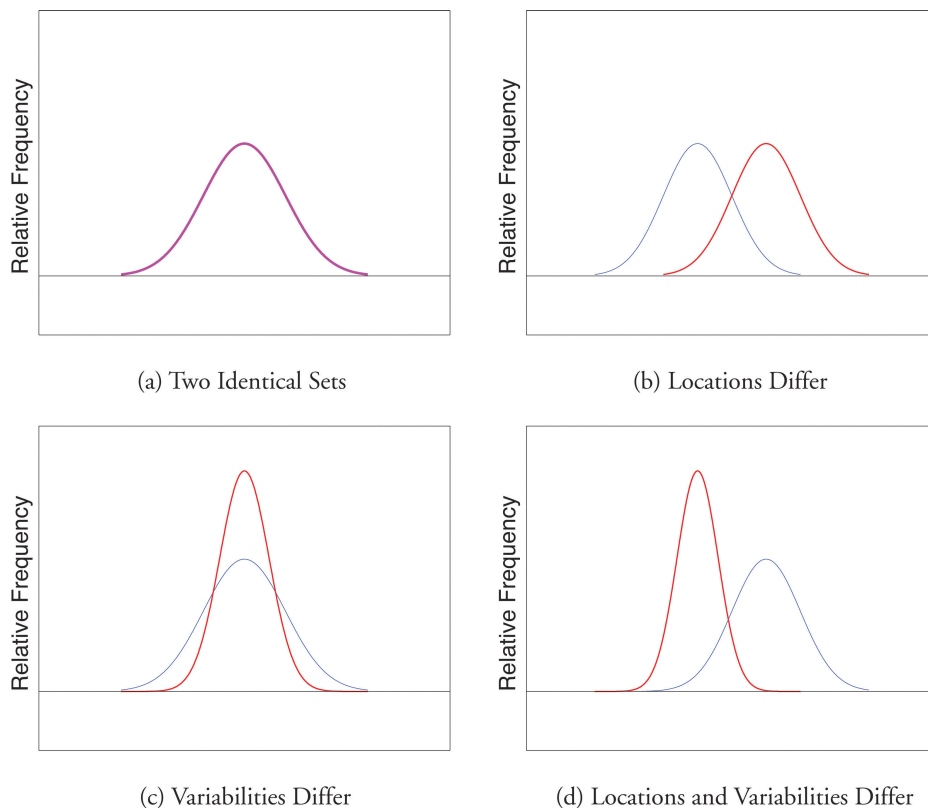 Relative Frequency
Relative Frequency
(a) Two Identical Sets
(b) Locations Differ
Relative Frequency
Relative Frequency
(c) Variabilities Differ
(d) Locations and Variabilities Differ